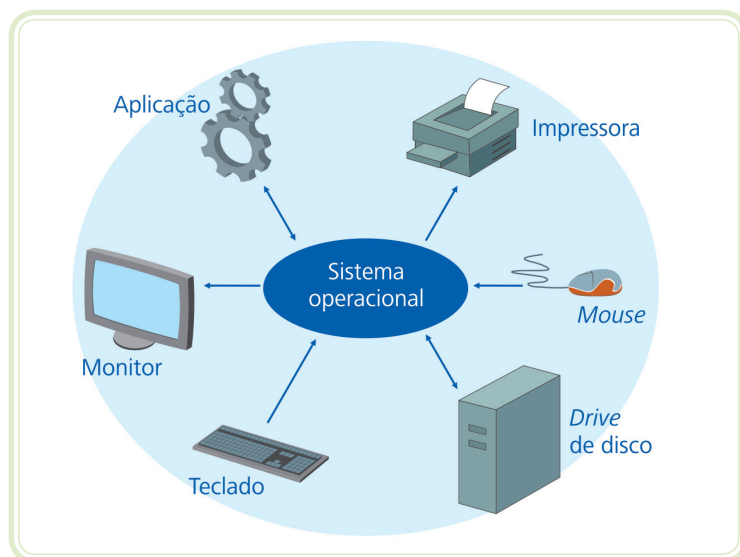 Aplicação
Impressora
Sistema
operacional
Mouse
Monitor
Drive
de disco
Teclado